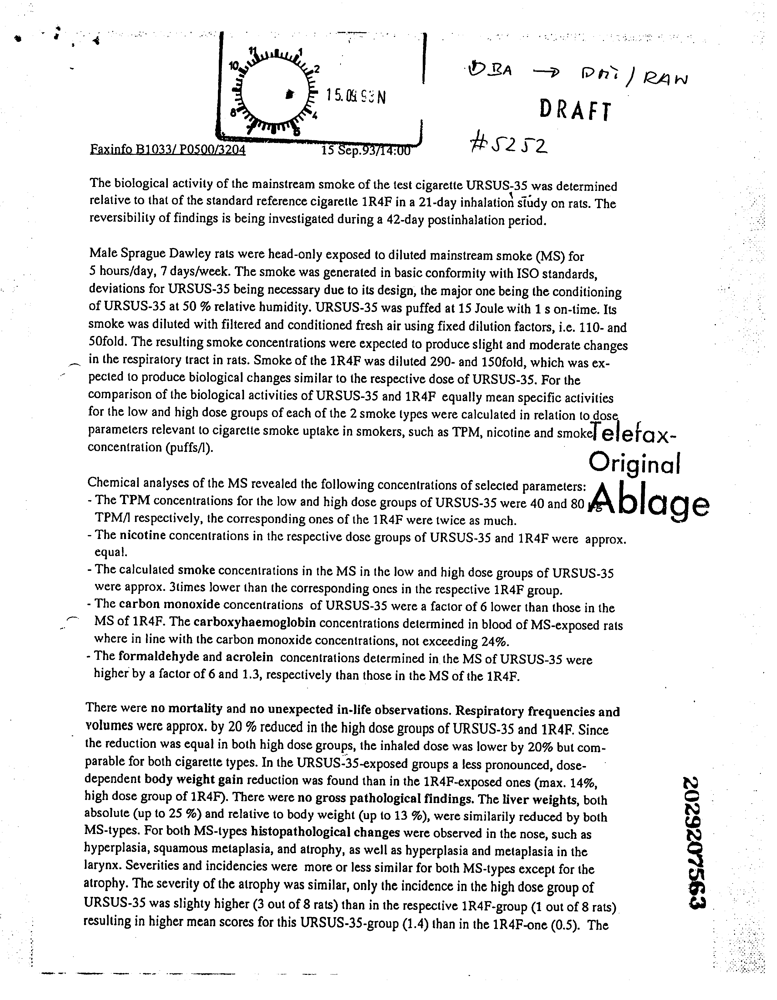 11 1
10 2
15.09.93N
8 4
7 5
DBA → / RAW
DRAFT
#5252
Faxinfo B1033/ P0500/3204 15 Sep.93/14:00
The biological activity of the mainstream smoke of the test cigarette URSUS-35 was determined
relative to that of the standard reference cigarette 1R4F in a 21-day inhalation study on rats. The
reversibility of findings is being investigated during a 42-day postinhalation period.
Male Sprague Dawley rats were head-only exposed to diluted mainstream smoke (MS) for
5 hours/day, 7 days/week. The smoke was generated in basic conformity with ISO standards,
deviations for URSUS-35 being necessary due to its design, the major one being the conditioning
of URSUS-35 at 50 % relative humidity. URSUS-35 was puffed at 15 Joule with 1 s on-time. Its
smoke was diluted with filtered and conditioned fresh air using fixed dilution factors, i.e. 110- and
50fold. The resulting smoke concentrations were expected to produce slight and moderate changes
in the respiratory tract in rats. Smoke of the 1R4F was diluted 290- and 150fold, which was ex-
pected to produce biological changes similar to the respective dose of URSUS-35. For the
comparison of the biological activities of URSUS-35 and 1R4F equally mean specific activities
for the low and high dose groups of each of the 2 smoke types were calculated in relation to dose
parameters relevant to cigarette smoke uptake in smokers, such as TPM, nicotine and smoke
concentration (puffs/l).
Telefax-
Original
Ablage
Chemical analyses of the MS revealed the following concentrations of selected parameters:
- The TPM concentrations for the low and high dose groups of URSUS-35 were 40 and 80
TPM/l respectively, the corresponding ones of the 1R4F were twice as much.
- The nicotine concentrations in the respective dose groups of URSUS-35 and 1R4F were approx.
equal.
- The calculated smoke concentrations in the MS in the low and high dose groups of URSUS-35
were approx. 3times lower than the corresponding ones in the respective 1R4F group.
- The carbon monoxide concentrations of URSUS-35 were a factor of 6 lower than those in the
MS of 1R4F. The carboxyhaemoglobin concentrations determined in blood of MS-exposed rats
where in line with the carbon monoxide concentrations, not exceeding 24%.
- The formaldehyde and acrolein concentrations determined in the MS of URSUS-35 were
higher by a factor of 6 and 1.3, respectively than those in the MS of the 1R4F.
There were no mortality and no unexpected in-life observations. Respiratory frequencies and
volumes were approx. by 20 % reduced in the high dose groups of URSUS-35 and 1R4F. Since
the reduction was equal in both high dose groups, the inhaled dose was lower by 20% but com-
parable for both cigarette types. In the URSUS-35-exposed groups a less pronounced, dose-
dependent body weight gain reduction was found than in the 1R4F-exposed ones (max. 14%,
high dose group of 1R4F). There were no gross pathological findings. The liver weights, both
absolute (up to 25 %) and relative to body weight (up to 13 %), were similarily reduced by both
MS-types. For both MS-types histopathological changes were observed in the nose, such as
hyperplasia, squamous metaplasia, and atrophy, as well as hyperplasia and metaplasia in the
larynx. Severities and incidencies were more or less similar for both MS-types except for the
atrophy. The severity of the atrophy was similar, only the incidence in the high dose group of
URSUS-35 was slighty higher (3 out of 8 rats) than in the respective 1R4F-group (1 out of 8 rats)
resulting in higher mean scores for this URSUS-35-group (1.4) than in the 1R4F-one (0.5). The
2029207563